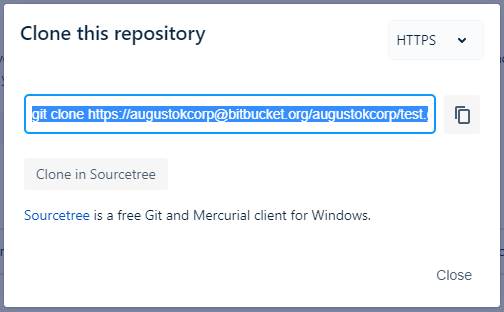 Clone this repository
HTTPS
git clone https://augustokcorp@bitbucket.org/augustokcorp/test.
Clone in Sourcetree
Sourcetree is a free Git and Mercurial client for Windows.
Close